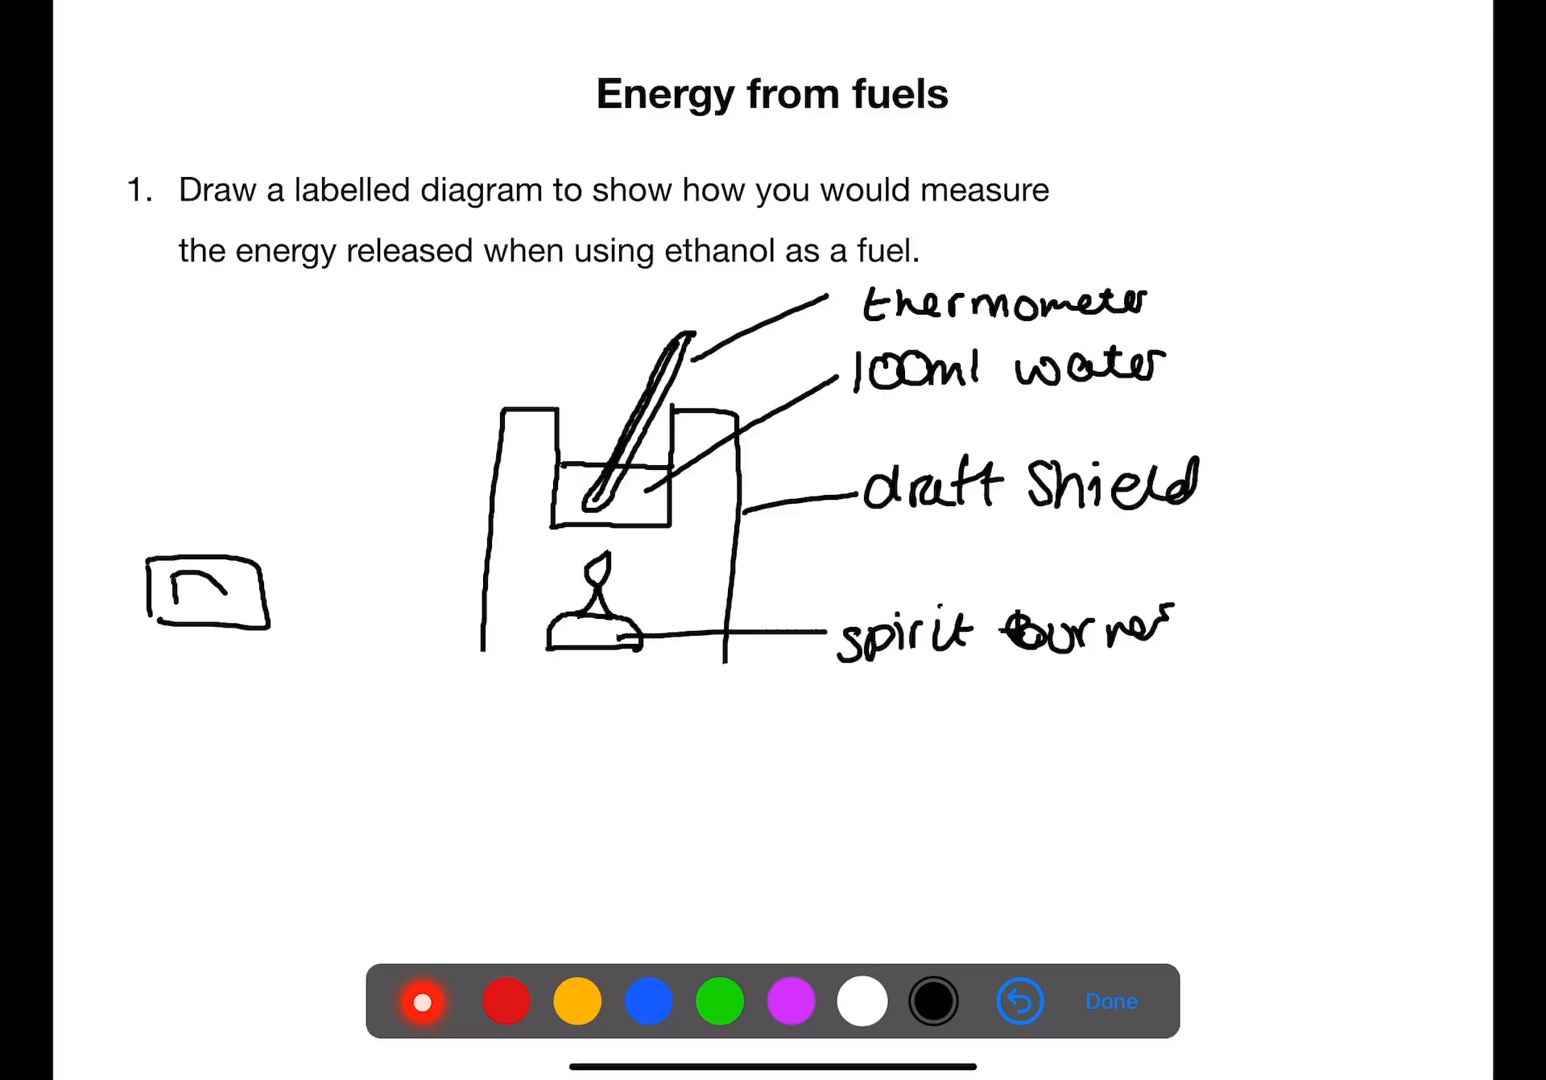 Energy from fuels
1. Draw a labelled diagram to show how you would measure
the energy released when using ethanol as a fuel.
thermometer
100ml water
draft shield
spirit burner
Done